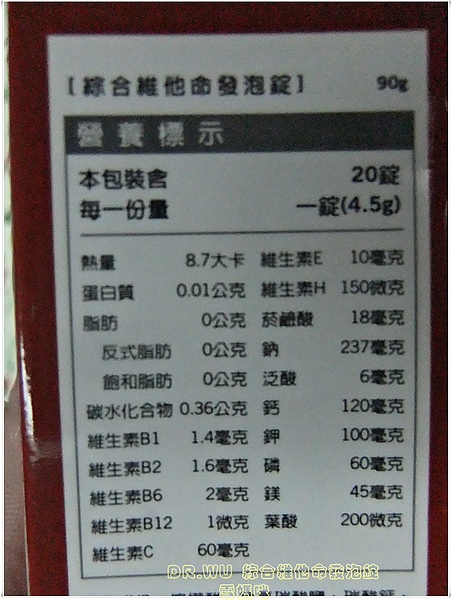 [綜合維他命發泡錠] 90g
營養標示
本包裝含 20錠
每一份量 一錠(4.5g)
熱量 8.7大卡 維生素E 10毫克
蛋白質 0.01公克 維生素H 150微克
脂肪 0公克 菸鹼酸 18毫克
反式脂肪 0公克 鈉 237毫克
飽和脂肪 0公克 泛酸 6毫克
碳水化合物 0.36公克 鈣 120毫克
維生素B1 1.4毫克 鉀 100毫克
維生素B2 1.6毫克 磷 60毫克
維生素B6 2毫克 鎂 45毫克
維生素B12 1微克 葉酸 200微克
維生素C 60毫克
DR.WU 綜合維他命發泡錠